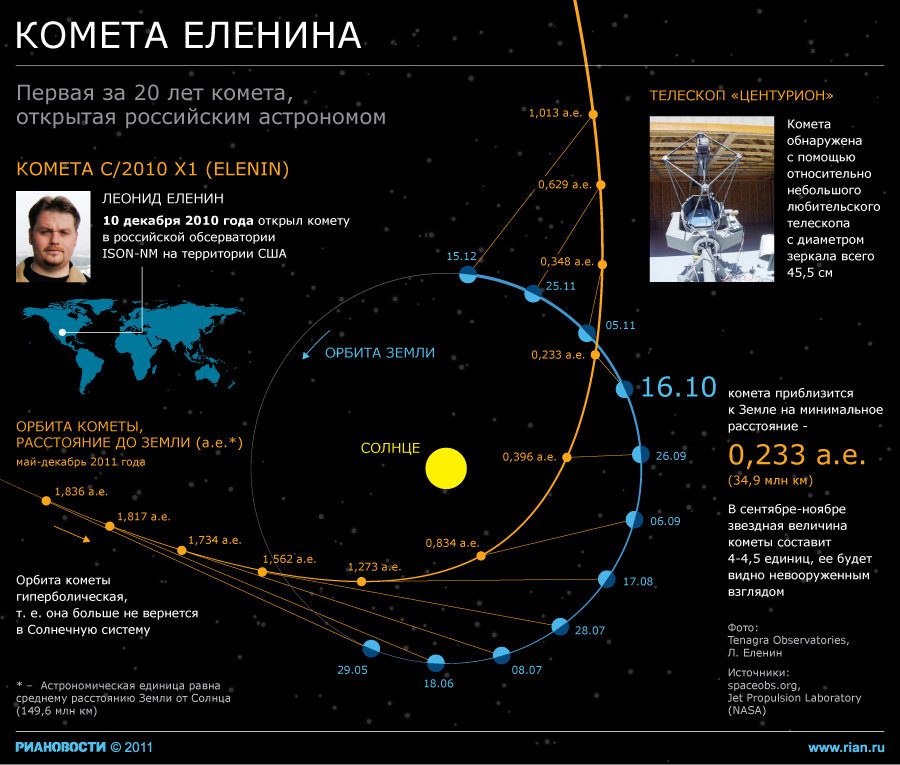 КОМЕТА ЕЛЕНИНА
Первая за 20 лет комета,
открытая российским астрономом
КОМЕТА C/2010 X1 (ELENIN)
ЛЕОНИД ЕЛЕНИН
10 декабря 2010 года открыл комету
в российской обсерватории
ISON-NM на территории США
ТЕЛЕСКОП «ЦЕНТУРИОН»
Комета
обнаружена
с помощью
относительно
небольшого
любительского
телескопа
с диаметром
зеркала всего
45,5 см
1,013 а.е.
0,629 а.е.
0,348 а.е.
0,233 а.е.
0,396 а.е.
0,834 а.е.
1,273 а.е.
1,562 а.е.
1,734 а.е.
1,817 а.е.
1,836 а.е.
15.12
25.11
05.11
16.10
26.09
06.09
17.08
28.07
08.07
18.06
29.05
ОРБИТА ЗЕМЛИ
СОЛНЦЕ
комета приблизится
к Земле на минимальное
расстояние -
0,233 а.е.
(34,9 млн км)
В сентябре-ноябре
звездная величина
кометы составит
4-4,5 единиц, ее будет
видно невооруженным
взглядом
ОРБИТА КОМЕТЫ,
РАССТОЯНИЕ ДО ЗЕМЛИ (а.е.*)
май-декабрь 2011 года
Орбита кометы
гиперболическая,
т. е. она больше не вернется
в Солнечную систему
* – Астрономическая единица равна
среднему расстоянию Земли от Солнца
(149,6 млн км)
Фото:
Tenagra Observatories,
Л. Еленин
Источники:
spaceobs.org,
Jet Propulsion Laboratory
(NASA)
РИАНОВОСТИ © 2011
www.rian.ru